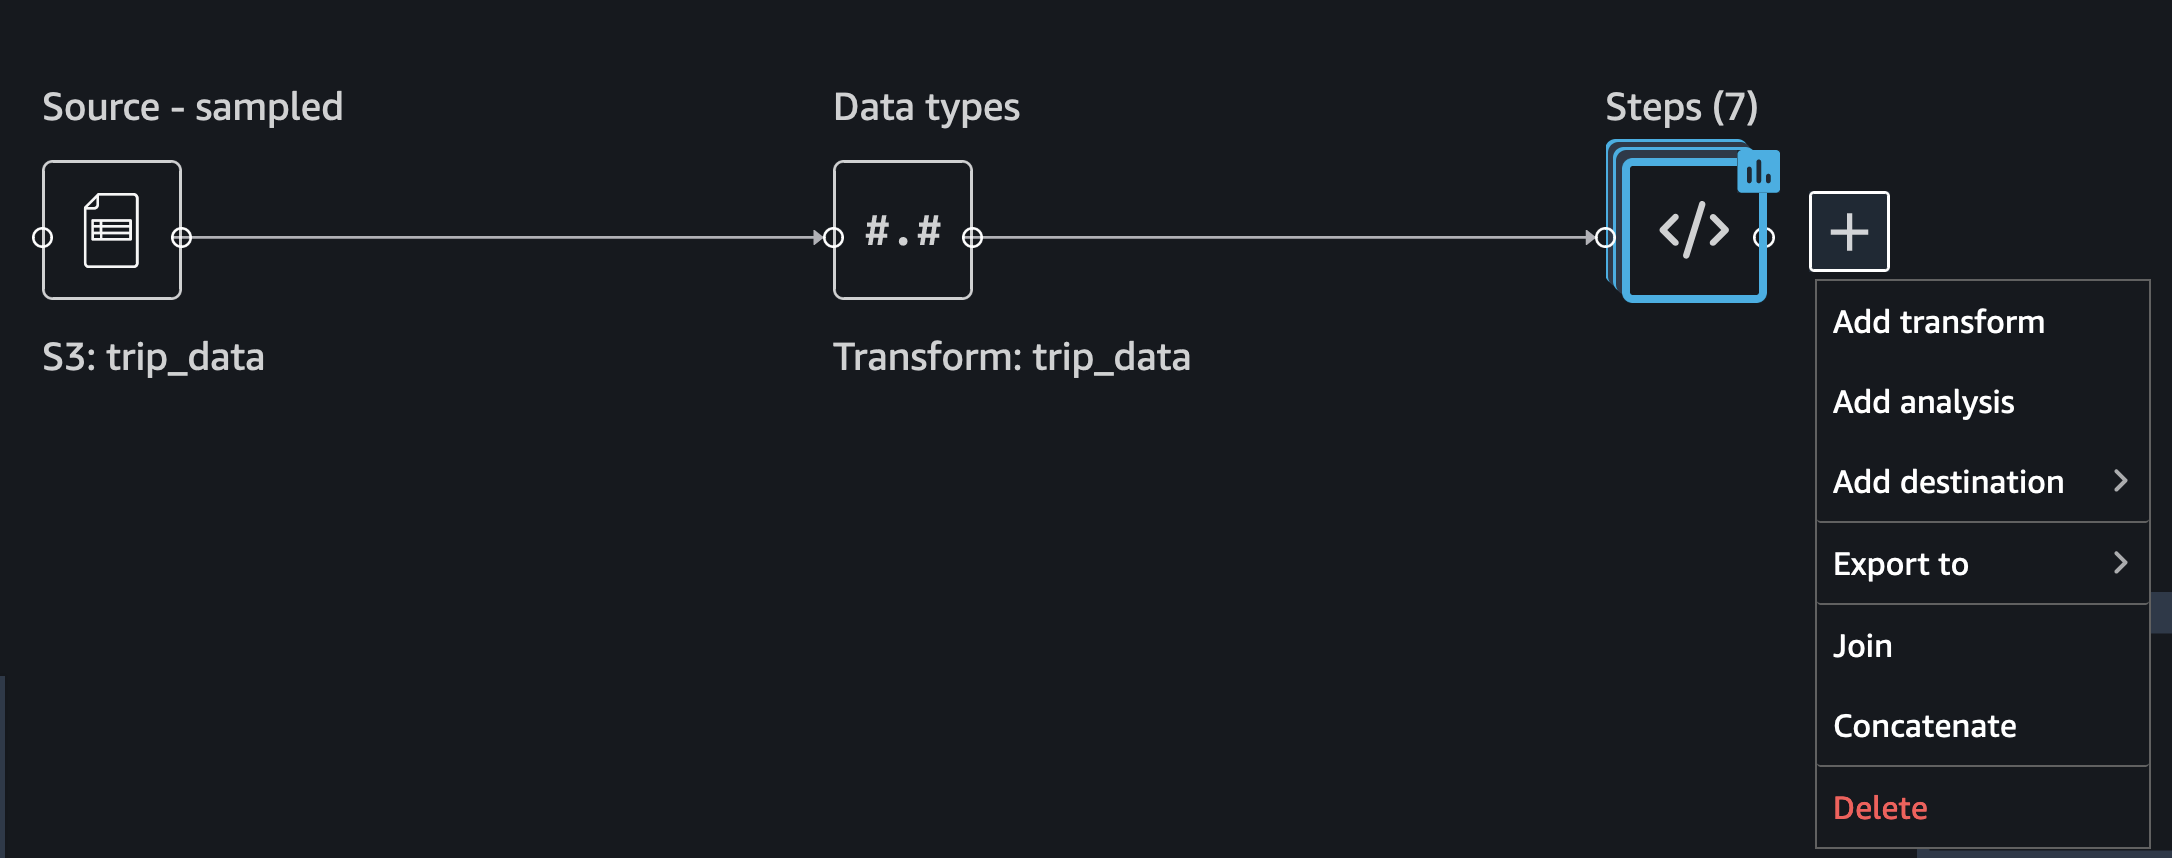 Source - sampled
Data types
Steps (7)
#.#
</>
S3: trip_data
Transform: trip_data
Add transform
Add analysis
Add destination
Export to
Join
Concatenate
Delete